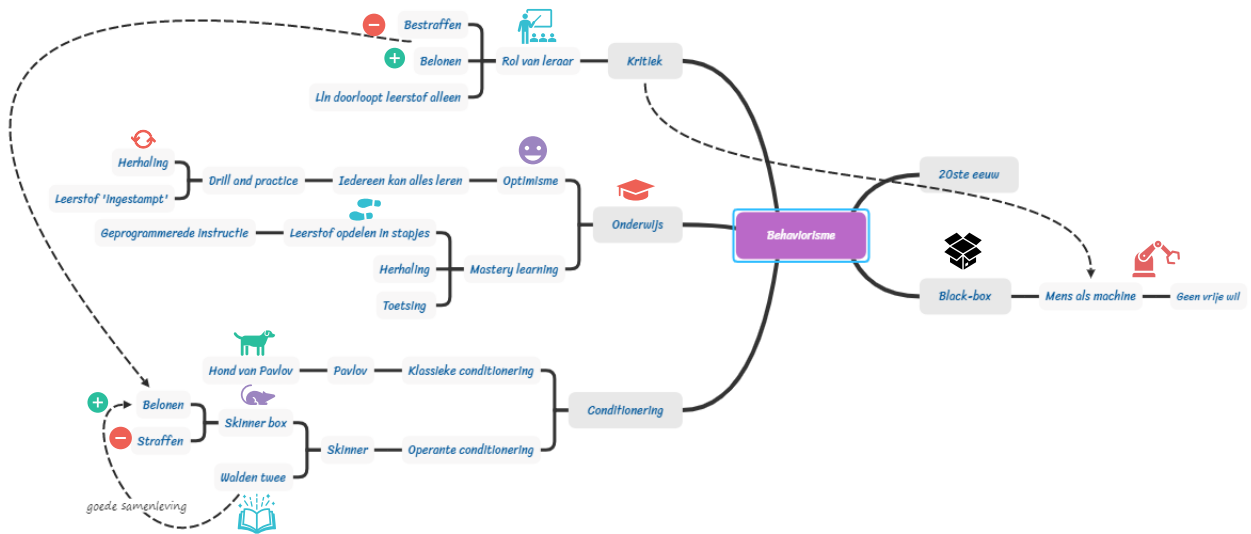 Bestraffen
Belonen
Rol van leraar
Kritiek
Lln doorloopt leerstof alleen
Herhaling
Drill and practice
Iedereen kan alles leren
Optimisme
Leerstof 'ingestampt'
Onderwijs
Geprogrammerede instructie
Leerstof opdelen in stapjes
Herhaling
Mastery learning
Toetsing
Behaviorisme
20ste eeuw
Black-box
Mens als machine
Geen vrije wil
Hond van Pavlov
Pavlov
Klassieke conditionering
Conditionering
Belonen
Skinner box
Straffen
Skinner
Operante conditionering
Walden twee
goede samenleving